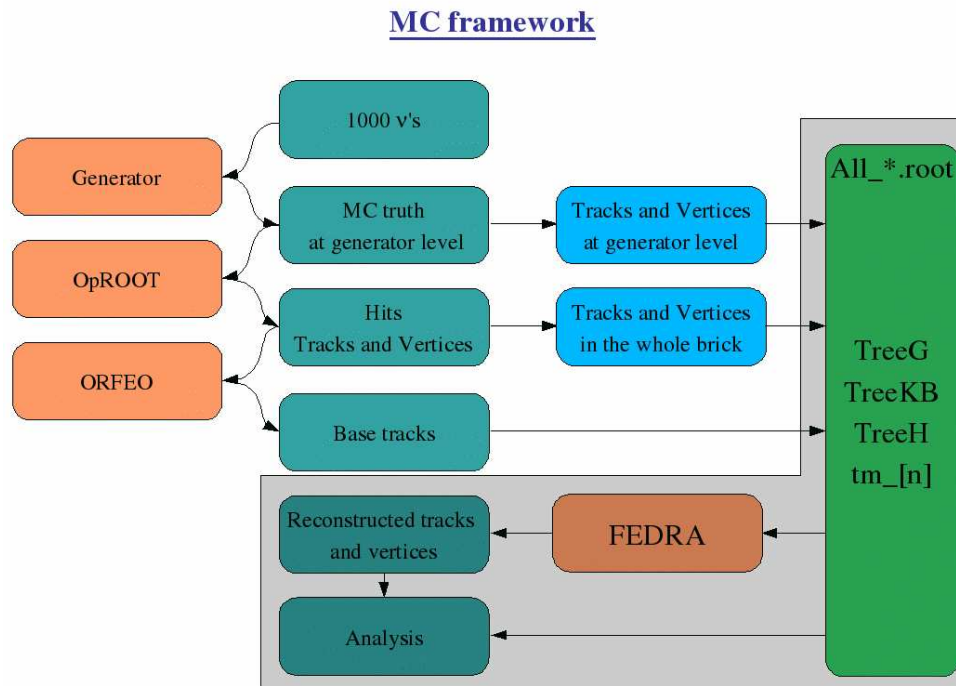 MC framework
1000 ν's
Generator
MC truth
at generator level
Tracks and Vertices
at generator level
All_*.root
OpROOT
Hits
Tracks and Vertices
Tracks and Vertices
in the whole brick
TreeG
TreeKB
TreeH
tm_[n]
ORFEO
Base tracks
Reconstructed tracks
and vertices
FEDRA
Analysis